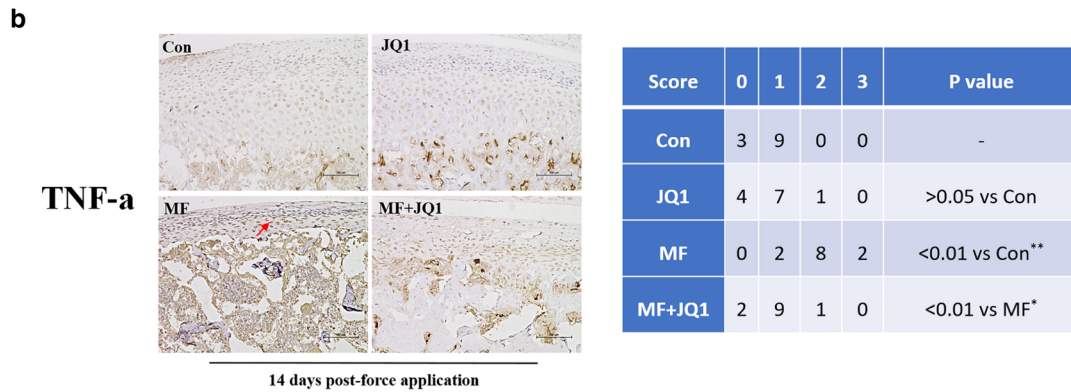 b
Con
JQ1
TNF-a
MF
MF+JQ1
14 days post-force application
Score 0 1 2 3 P value
Con 3 9 0 0 -
JQ1 4 7 1 0 >0.05 vs Con
MF 0 2 8 2 <0.01 vs Con**
MF+JQ1 2 9 1 0 <0.01 vs MF*